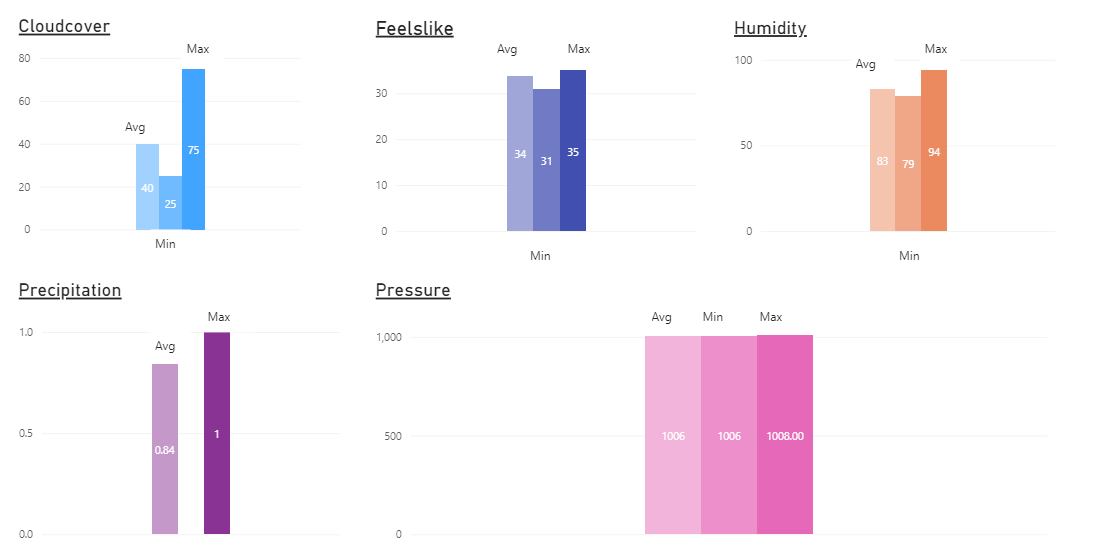 Cloudcover
Max
80
60
Avg
40
75
40
20
25
0
Min
Feelslike
Avg
Max
30
20
34
31
35
10
0
Min
Humidity
Max
100
Avg
50
83
79
94
0
Min
Precipitation
Max
1.0
Avg
0.5
1
0.84
0.0
Pressure
Avg Min Max
1,000
500
1006 1006 1008.00
0